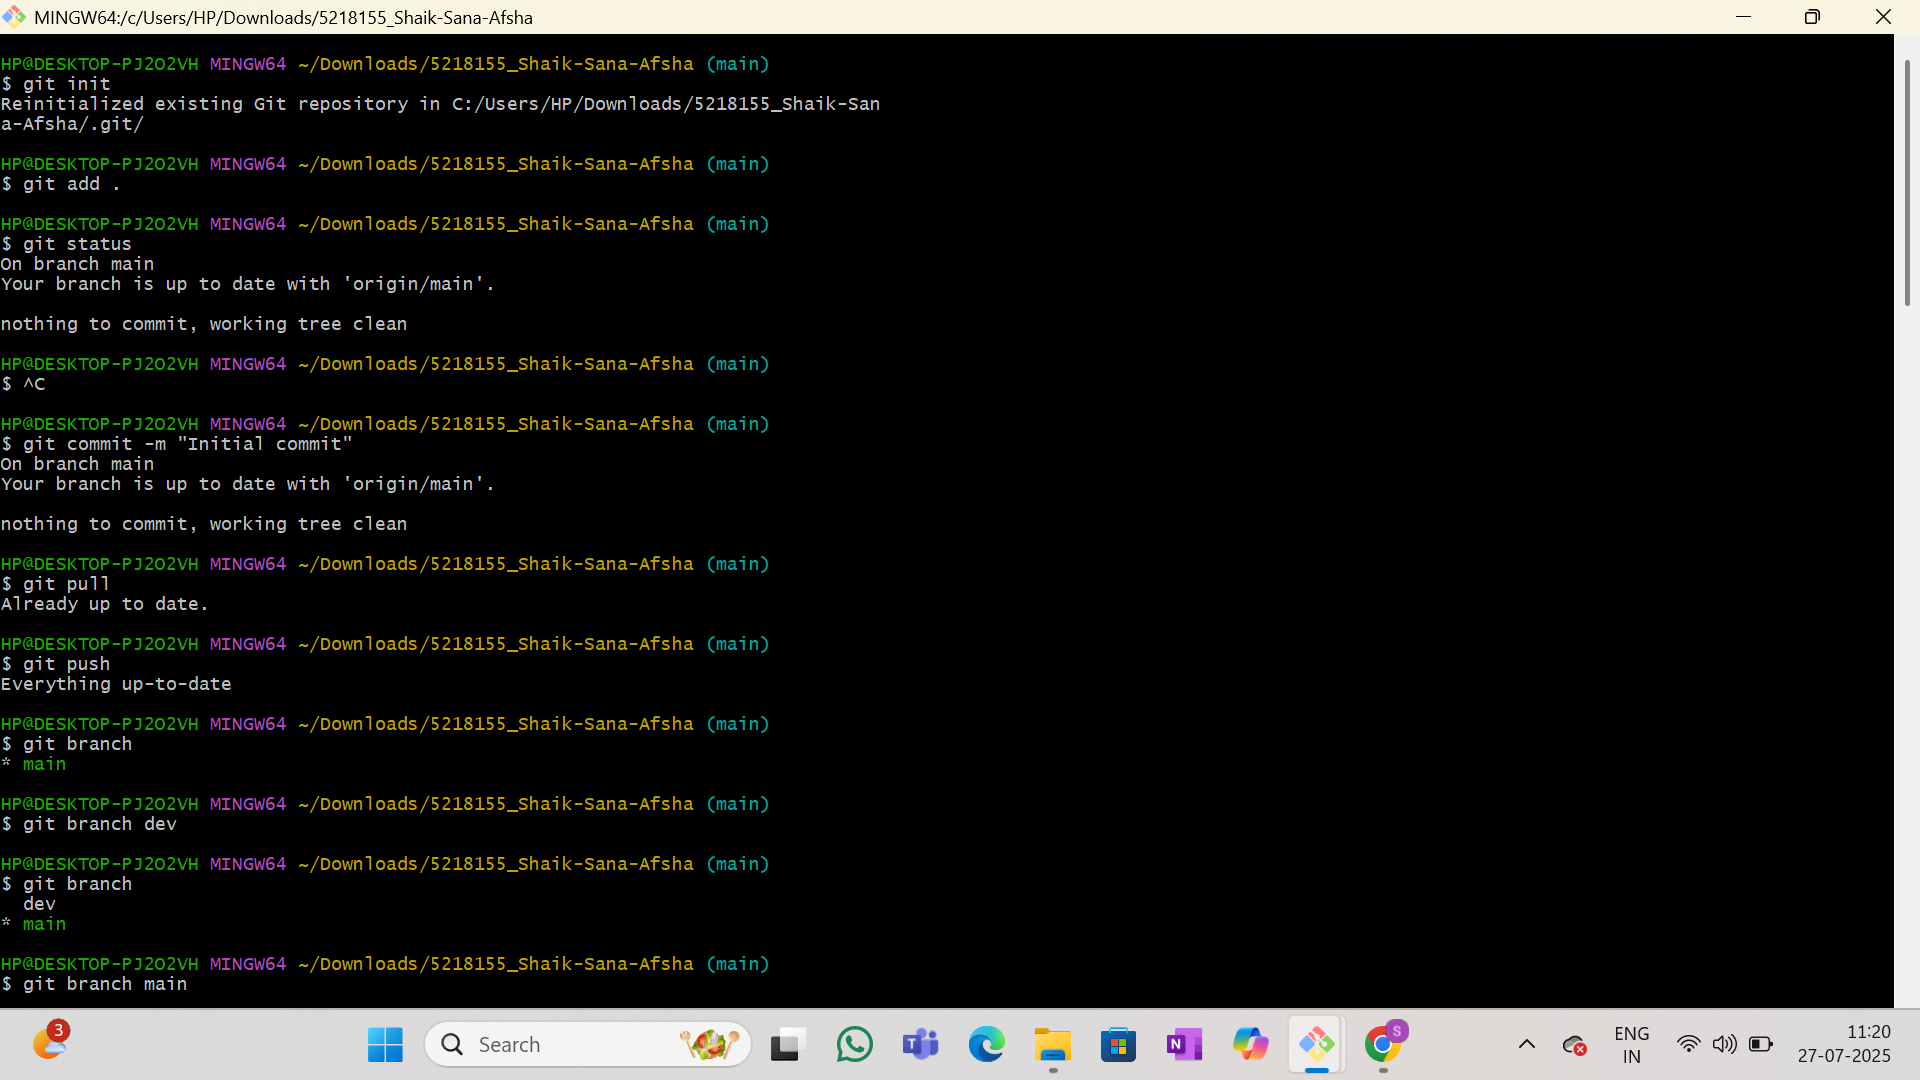 MINGW64:/c/Users/HP/Downloads/5218155_Shaik-Sana-Afsha
HP@DESKTOP-PJ2O2VH MINGW64 ~/Downloads/5218155_Shaik-Sana-Afsha (main)
$ git init
Reinitialized existing Git repository in C:/Users/HP/Downloads/5218155_Shaik-San
a-Afsha/.git/
HP@DESKTOP-PJ2O2VH MINGW64 ~/Downloads/5218155_Shaik-Sana-Afsha (main)
$ git add .
HP@DESKTOP-PJ2O2VH MINGW64 ~/Downloads/5218155_Shaik-Sana-Afsha (main)
$ git status
On branch main
Your branch is up to date with 'origin/main'.
nothing to commit, working tree clean
HP@DESKTOP-PJ2O2VH MINGW64 ~/Downloads/5218155_Shaik-Sana-Afsha (main)
$ ^C
HP@DESKTOP-PJ2O2VH MINGW64 ~/Downloads/5218155_Shaik-Sana-Afsha (main)
$ git commit -m "Initial commit"
On branch main
Your branch is up to date with 'origin/main'.
nothing to commit, working tree clean
HP@DESKTOP-PJ2O2VH MINGW64 ~/Downloads/5218155_Shaik-Sana-Afsha (main)
$ git pull
Already up to date.
HP@DESKTOP-PJ2O2VH MINGW64 ~/Downloads/5218155_Shaik-Sana-Afsha (main)
$ git push
Everything up-to-date
HP@DESKTOP-PJ2O2VH MINGW64 ~/Downloads/5218155_Shaik-Sana-Afsha (main)
$ git branch
* main
HP@DESKTOP-PJ2O2VH MINGW64 ~/Downloads/5218155_Shaik-Sana-Afsha (main)
$ git branch dev
HP@DESKTOP-PJ2O2VH MINGW64 ~/Downloads/5218155_Shaik-Sana-Afsha (main)
$ git branch
dev
* main
HP@DESKTOP-PJ2O2VH MINGW64 ~/Downloads/5218155_Shaik-Sana-Afsha (main)
$ git branch main
3
Search
T
N
S
ENG
IN
11:20
27-07-2025